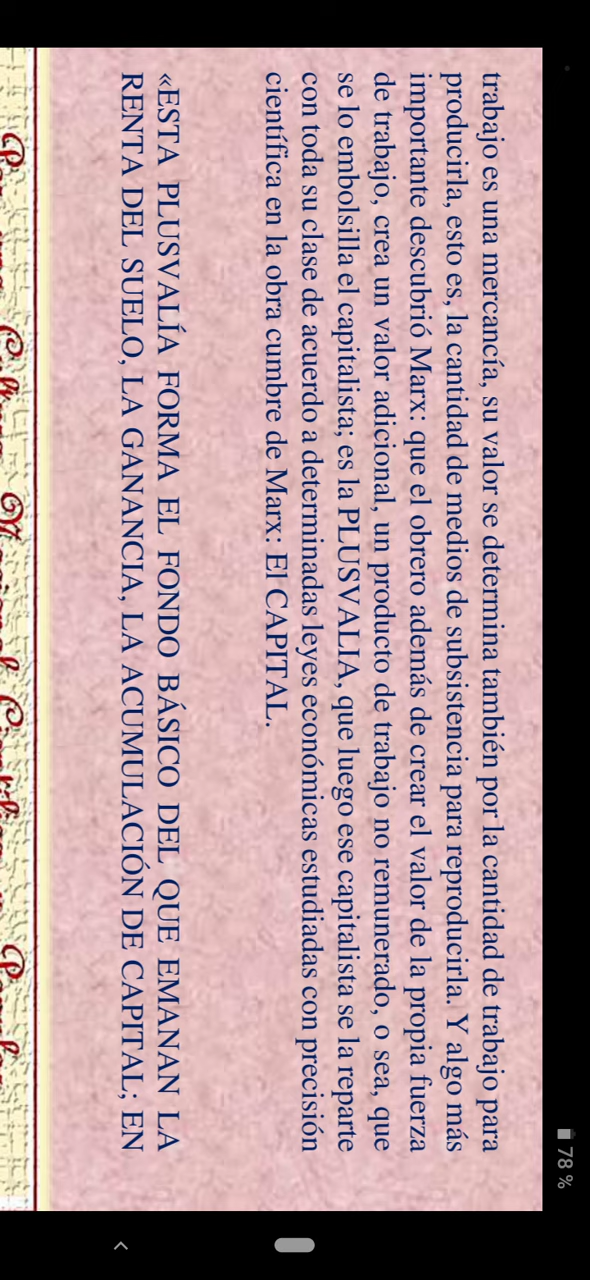 trabajo es una mercancía, su valor se determina también por la cantidad de trabajo para
producirla, esto es, la cantidad de medios de subsistencia para reproducirla. Y algo más
importante descubrió Marx: que el obrero además de crear el valor de la propia fuerza
de trabajo, crea un valor adicional, un producto de trabajo no remunerado, o sea, que
se lo embolsilla el capitalista; es la PLUSVALIA, que luego ese capitalista se la reparte
con toda su clase de acuerdo a determinadas leyes económicas estudiadas con precisión
científica en la obra cumbre de Marx: El CAPITAL.
«ESTA PLUSVALÍA FORMA EL FONDO BÁSICO DEL QUE EMANAN LA
RENTA DEL SUELO, LA GANANCIA, LA ACUMULACIÓN DE CAPITAL; EN
78 %